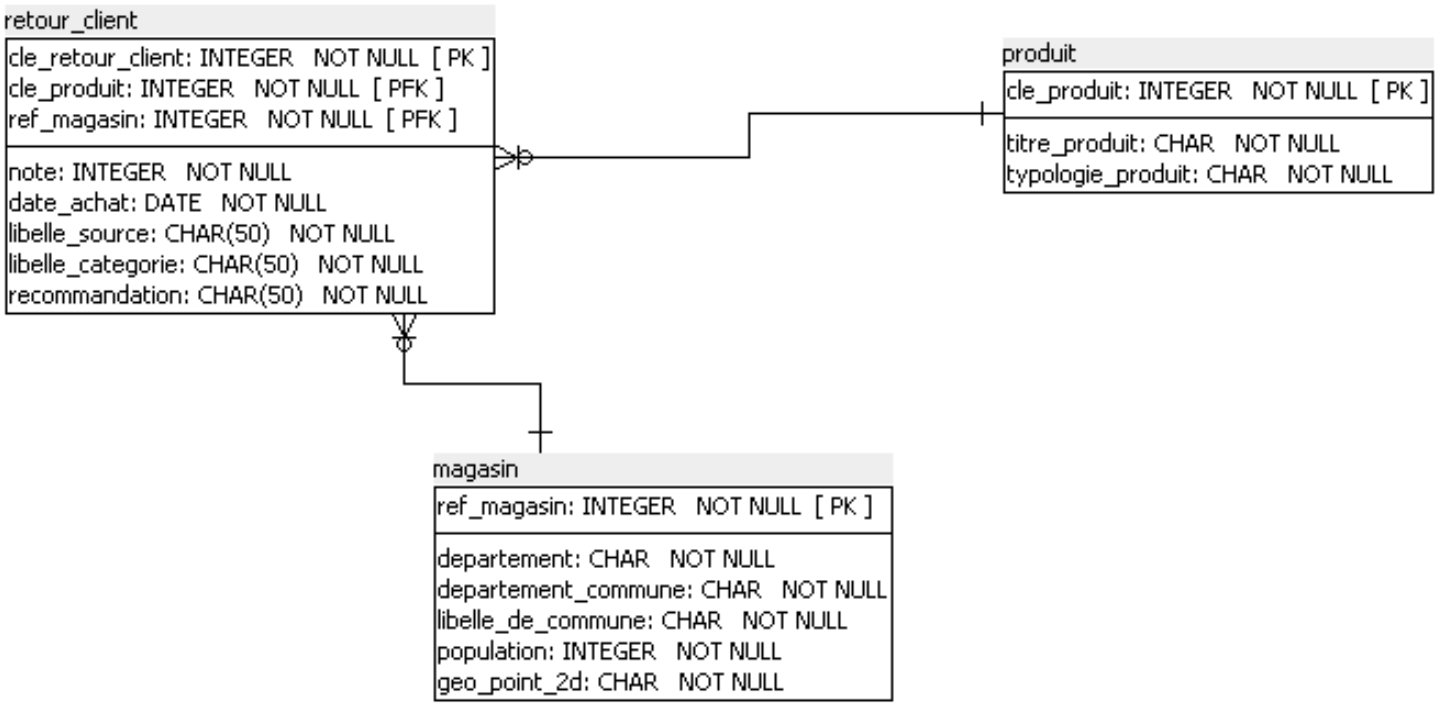 retour_client
cle_retour_client: INTEGER NOT NULL [ PK ]
cle_produit: INTEGER NOT NULL [ PFK ]
ref_magasin: INTEGER NOT NULL [ PFK ]
note: INTEGER NOT NULL
date_achat: DATE NOT NULL
libelle_source: CHAR(50) NOT NULL
libelle_categorie: CHAR(50) NOT NULL
recommandation: CHAR(50) NOT NULL
produit
cle_produit: INTEGER NOT NULL [ PK ]
titre_produit: CHAR NOT NULL
typologie_produit: CHAR NOT NULL
magasin
ref_magasin: INTEGER NOT NULL [ PK ]
departement: CHAR NOT NULL
departement_commune: CHAR NOT NULL
libelle_de_commune: CHAR NOT NULL
population: INTEGER NOT NULL
geo_point_2d: CHAR NOT NULL